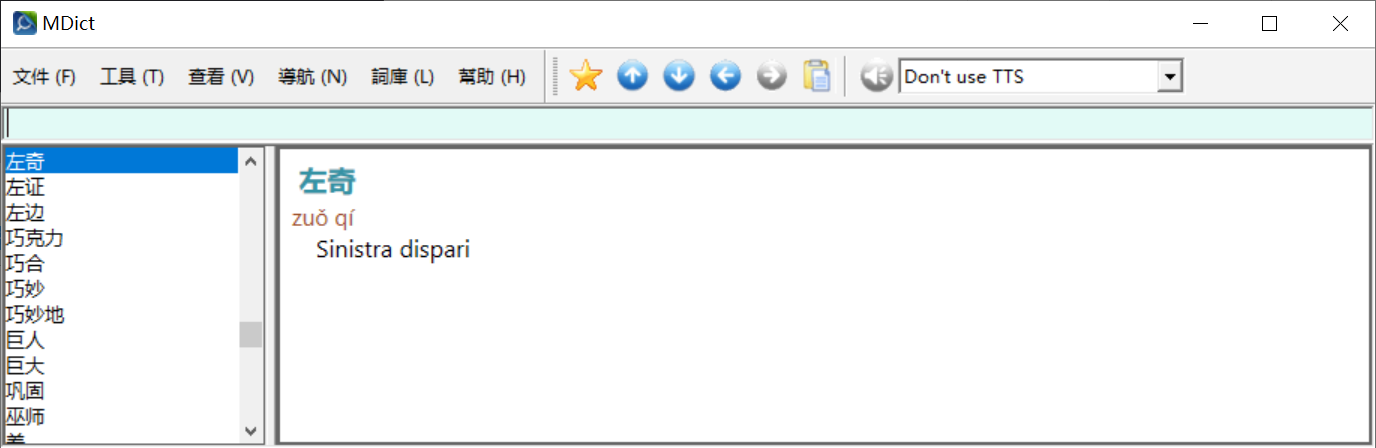 MDict
文件 (F) 工具 (T) 查看 (V) 導航 (N) 詞庫 (L) 幫助 (H) Don't use TTS
左奇
左证
左边
巧克力
巧合
巧妙
巧妙地
巨人
巨大
巩固
巫师
左奇
zuǒ qí
Sinistra dispari